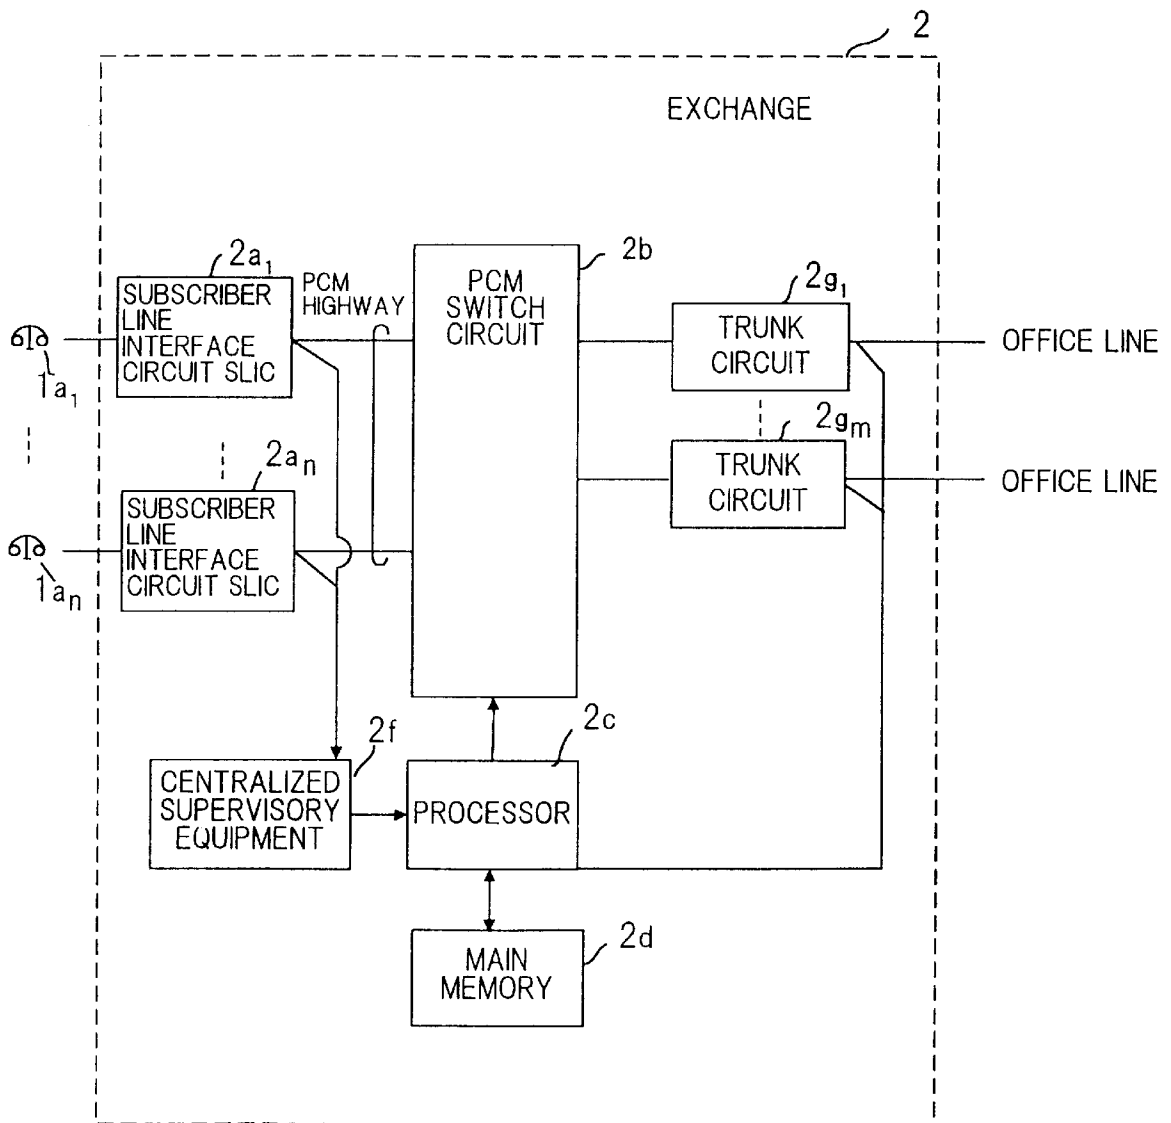 2
EXCHANGE
2a1
PCM
HIGHWAY
2b
2g1
SUBSCRIBER
LINE
INTERFACE
CIRCUIT SLIC
PCM
SWITCH
CIRCUIT
TRUNK
CIRCUIT
OFFICE LINE
1a1
2an
2gm
SUBSCRIBER
LINE
INTERFACE
CIRCUIT SLIC
TRUNK
CIRCUIT
OFFICE LINE
1an
2f
2c
CENTRALIZED
SUPERVISORY
EQUIPMENT
PROCESSOR
2d
MAIN
MEMORY